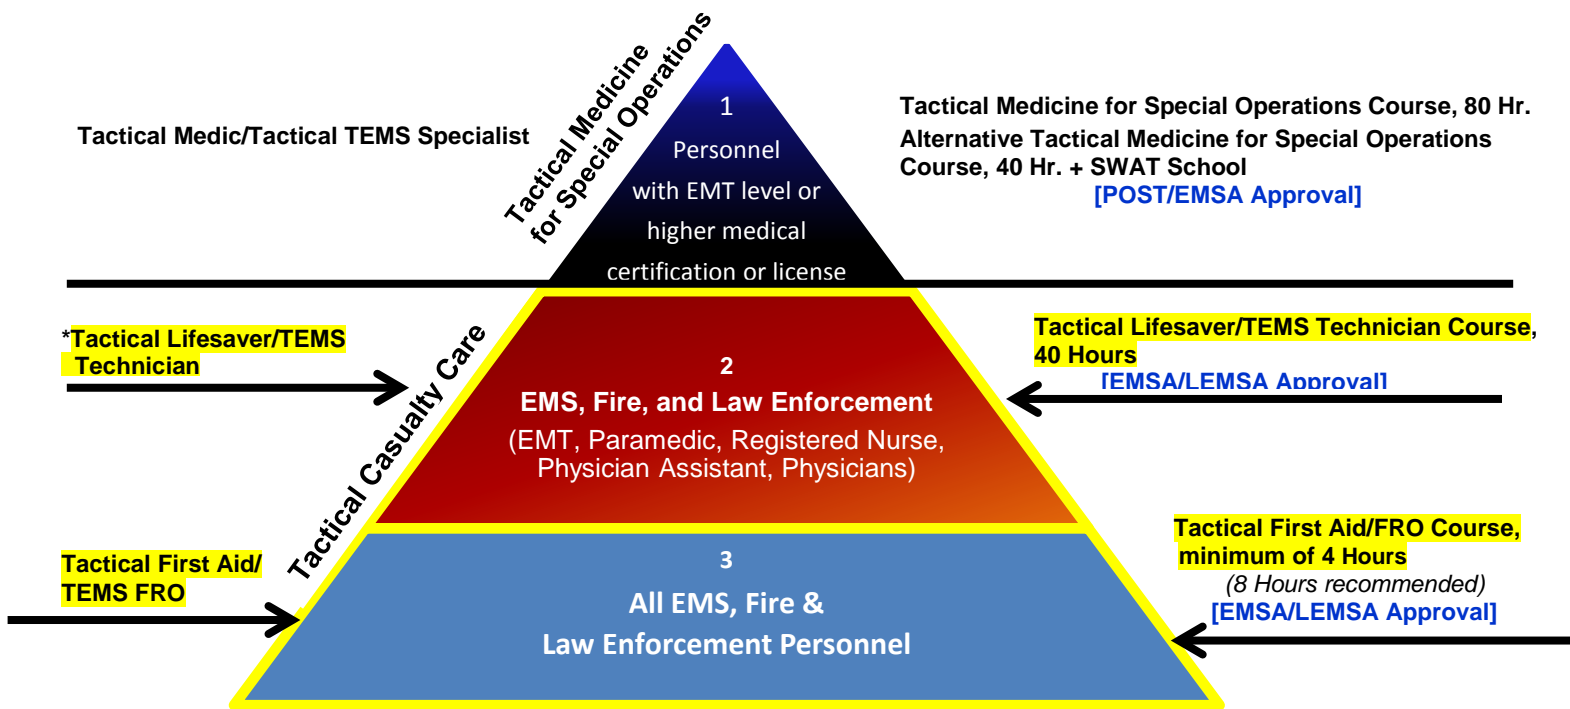 Tactical Medicine
for Special Operations
Tactical Medic/Tactical TEMS Specialist
1
Personnel
with EMT level or
higher medical
certification or license
Tactical Medicine for Special Operations Course, 80 Hr.
Alternative Tactical Medicine for Special Operations
Course, 40 Hr. + SWAT School
[POST/EMSA Approval]
*Tactical Lifesaver/TEMS
Technician
Tactical Casualty Care
2
EMS, Fire, and Law Enforcement
(EMT, Paramedic, Registered Nurse,
Physician Assistant, Physicians)
Tactical Lifesaver/TEMS Technician Course,
40 Hours
[EMSA/LEMSA Approval]
Tactical First Aid/
TEMS FRO
3
All EMS, Fire &
Law Enforcement Personnel
Tactical First Aid/FRO Course,
minimum of 4 Hours
(8 Hours recommended)
[EMSA/LEMSA Approval]